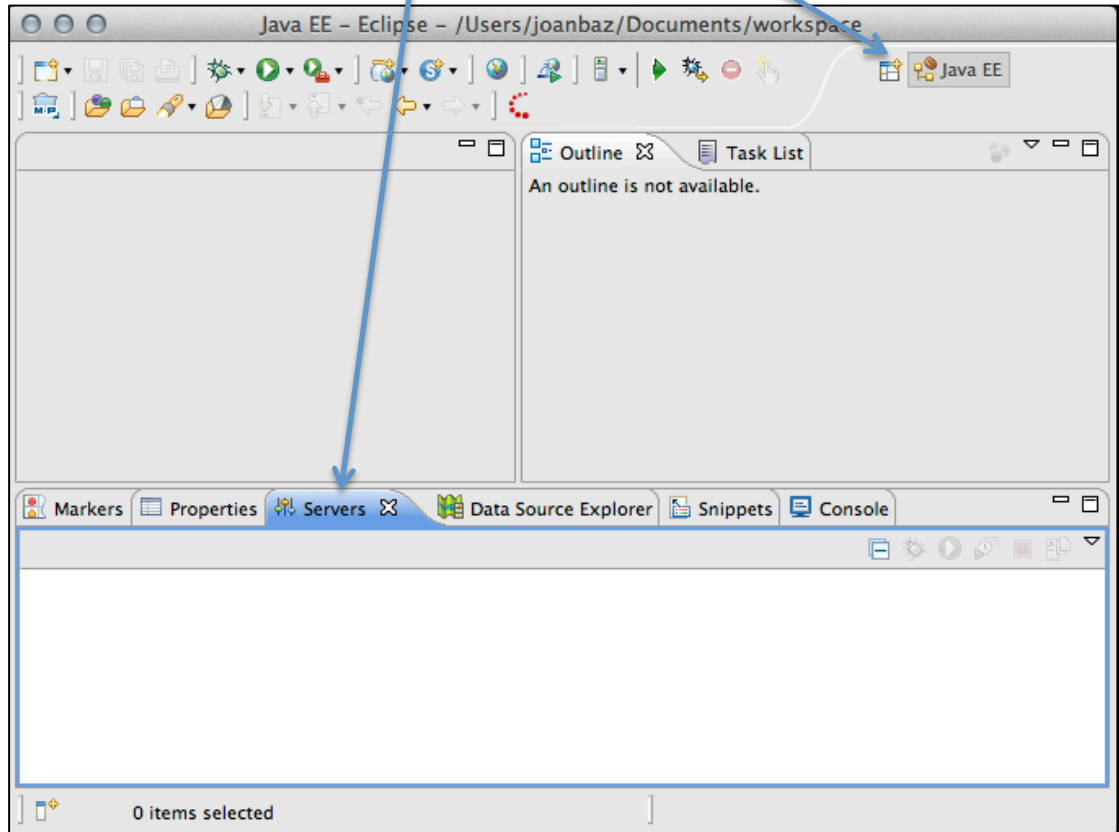 Java EE – Eclipse – /Users/joanbaz/Documents/workspace
Java EE
Outline
Task List
An outline is not available.
Markers
Properties
Servers
Data Source Explorer
Snippets
Console
0 items selected